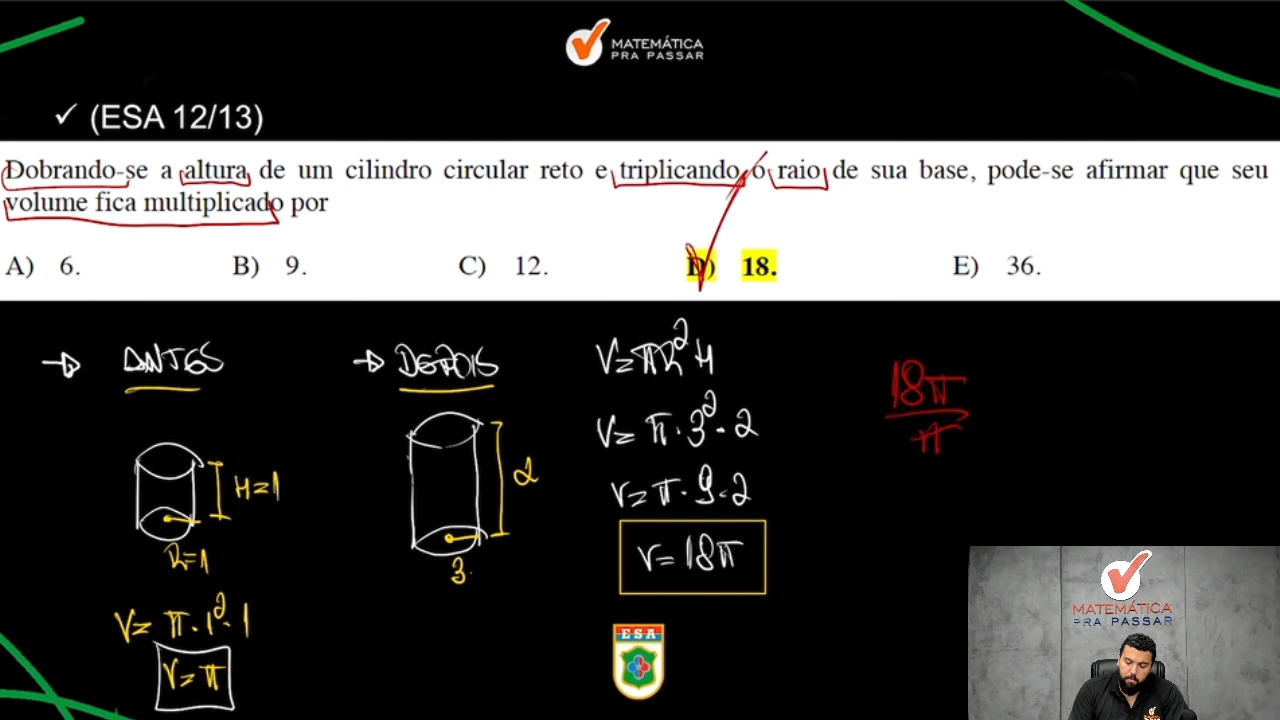 MATEMÁTICA
PRA PASSAR
✓ (ESA 12/13)
Dobrando-se a altura de um cilindro circular reto e triplicando o raio de sua base, pode-se afirmar que seu
volume fica multiplicado por
A) 6. B) 9. C) 12. D) 18. E) 36.
→ ANTES
H=1
R=1
V= π·1²·1
V= π
→ DEPOIS
2
3
V=πR²H
V= π·3²·2
V= π·9·2
V= 18π
18π
π
ESA
MATEMÁTICA
PRA PASSAR